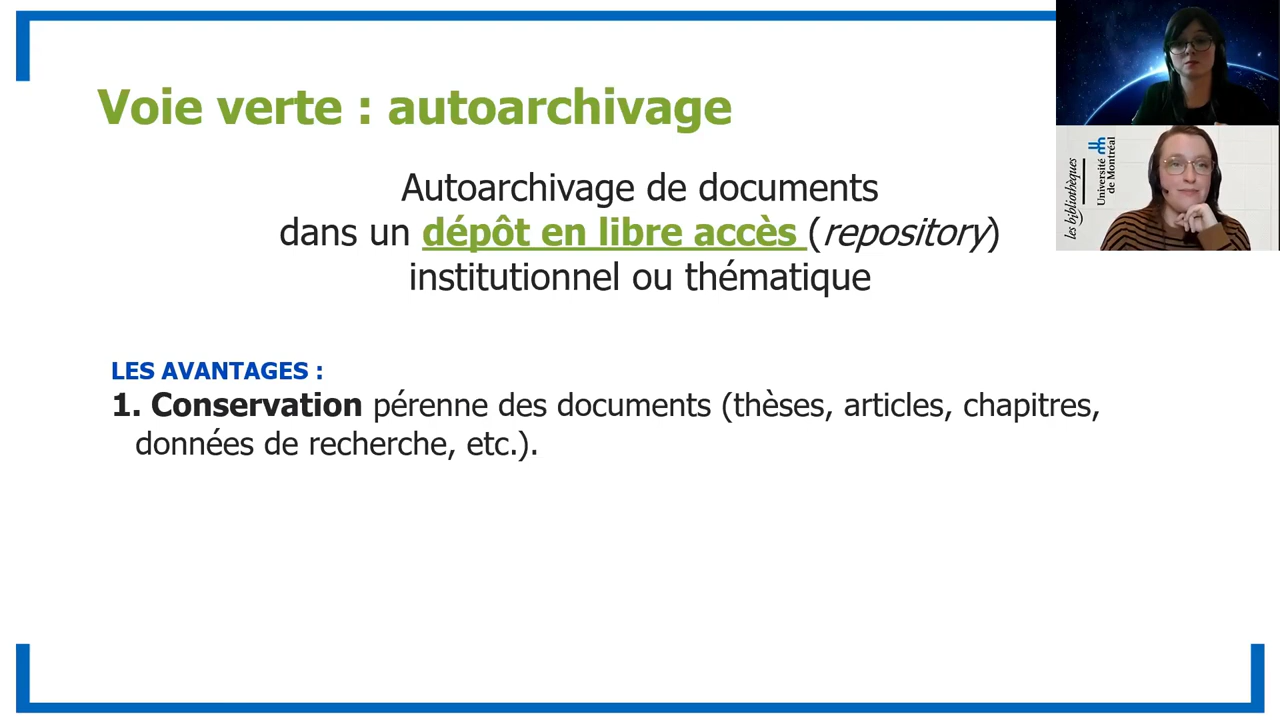 Voie verte : autoarchivage
Autoarchivage de documents
dans un dépôt en libre accès (repository)
institutionnel ou thématique
LES AVANTAGES :
1. Conservation pérenne des documents (thèses, articles, chapitres,
données de recherche, etc.).
les bibliothèques
Université
de Montréal